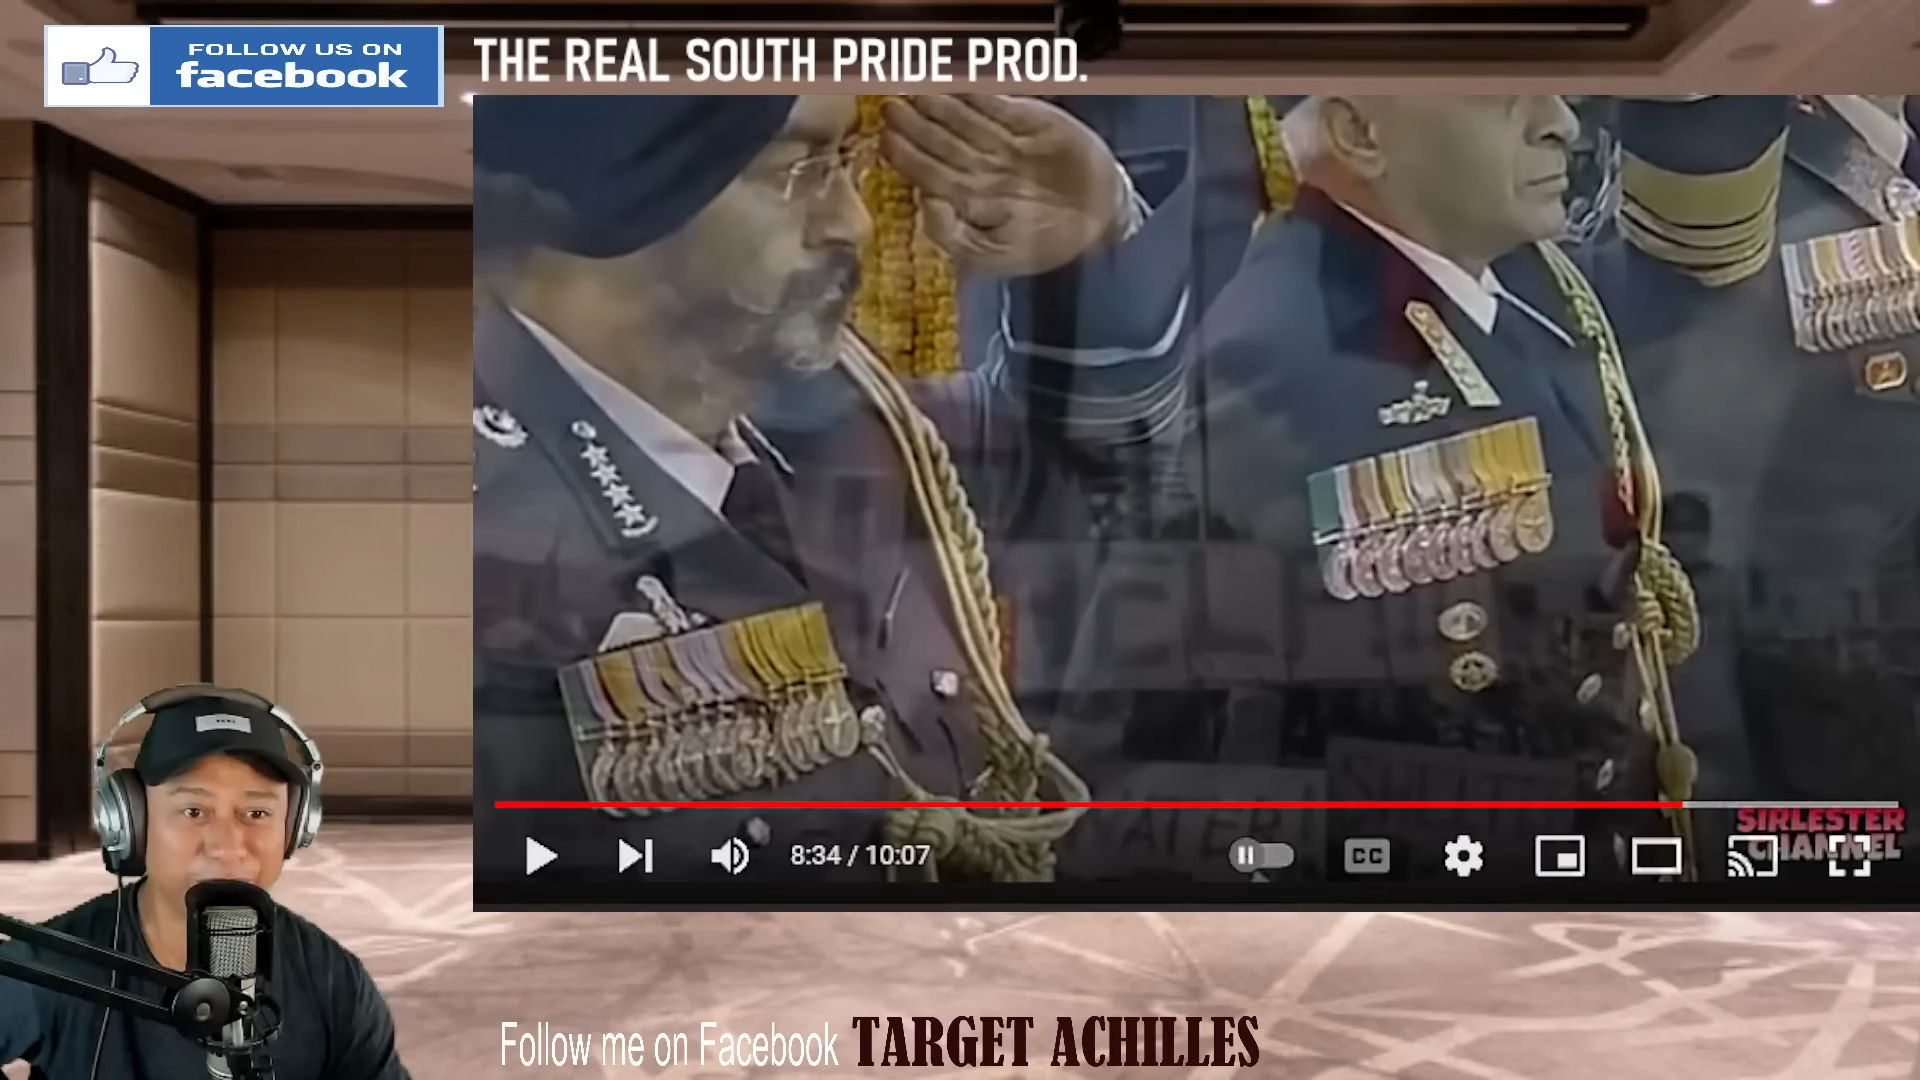 FOLLOW US ON
facebook
THE REAL SOUTH PRIDE PROD.
SIRLESTER
CHANNEL
8:34 / 10:07
CC
Follow me on Facebook TARGET ACHILLES